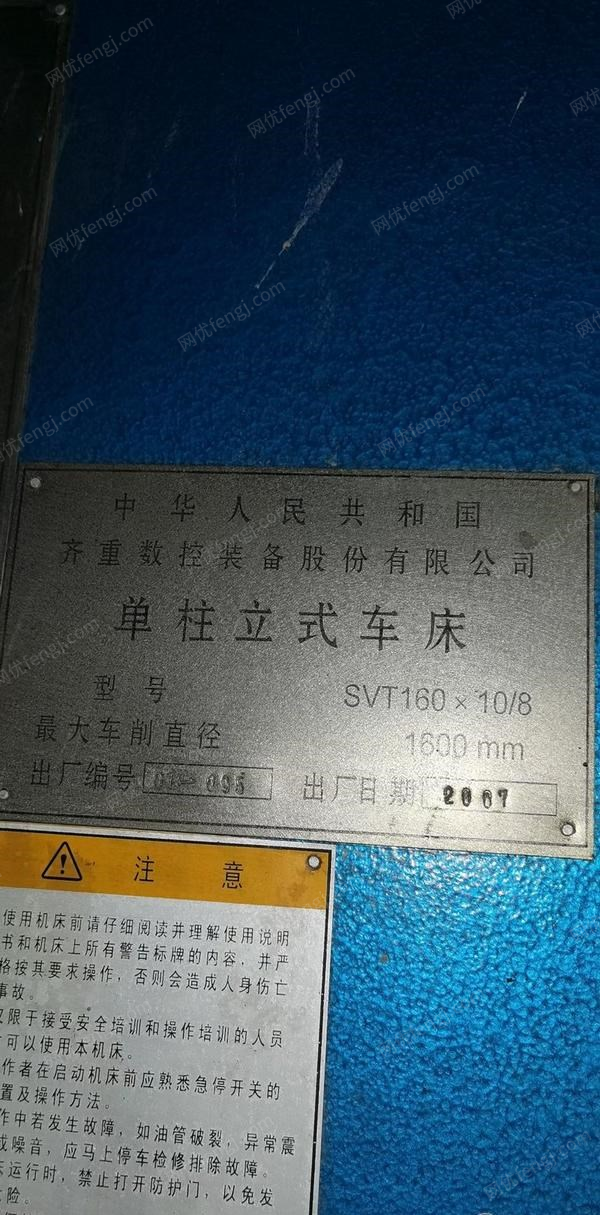 网优fengj.com
中华人民共和国
齐重数控装备股份有限公司
单柱立式车床
型号 SVT160×10/8
最大车削直径 1600 mm
出厂编号 095 出厂日期 2007
注意
使用机床前请仔细阅读并理解使用说明
书和机床上所有警告标牌的内容，并严
格按其要求操作，否则会造成人身伤亡
事故。
仅限于接受安全培训和操作培训的人员
可以使用本机床。
作者在启动机床前应熟悉急停开关的
置及操作方法。
作中若发生故障，如油管破裂，异常震
或噪音，应马上停车检修排除故障。
运行时，禁止打开防护门，以免发
险。